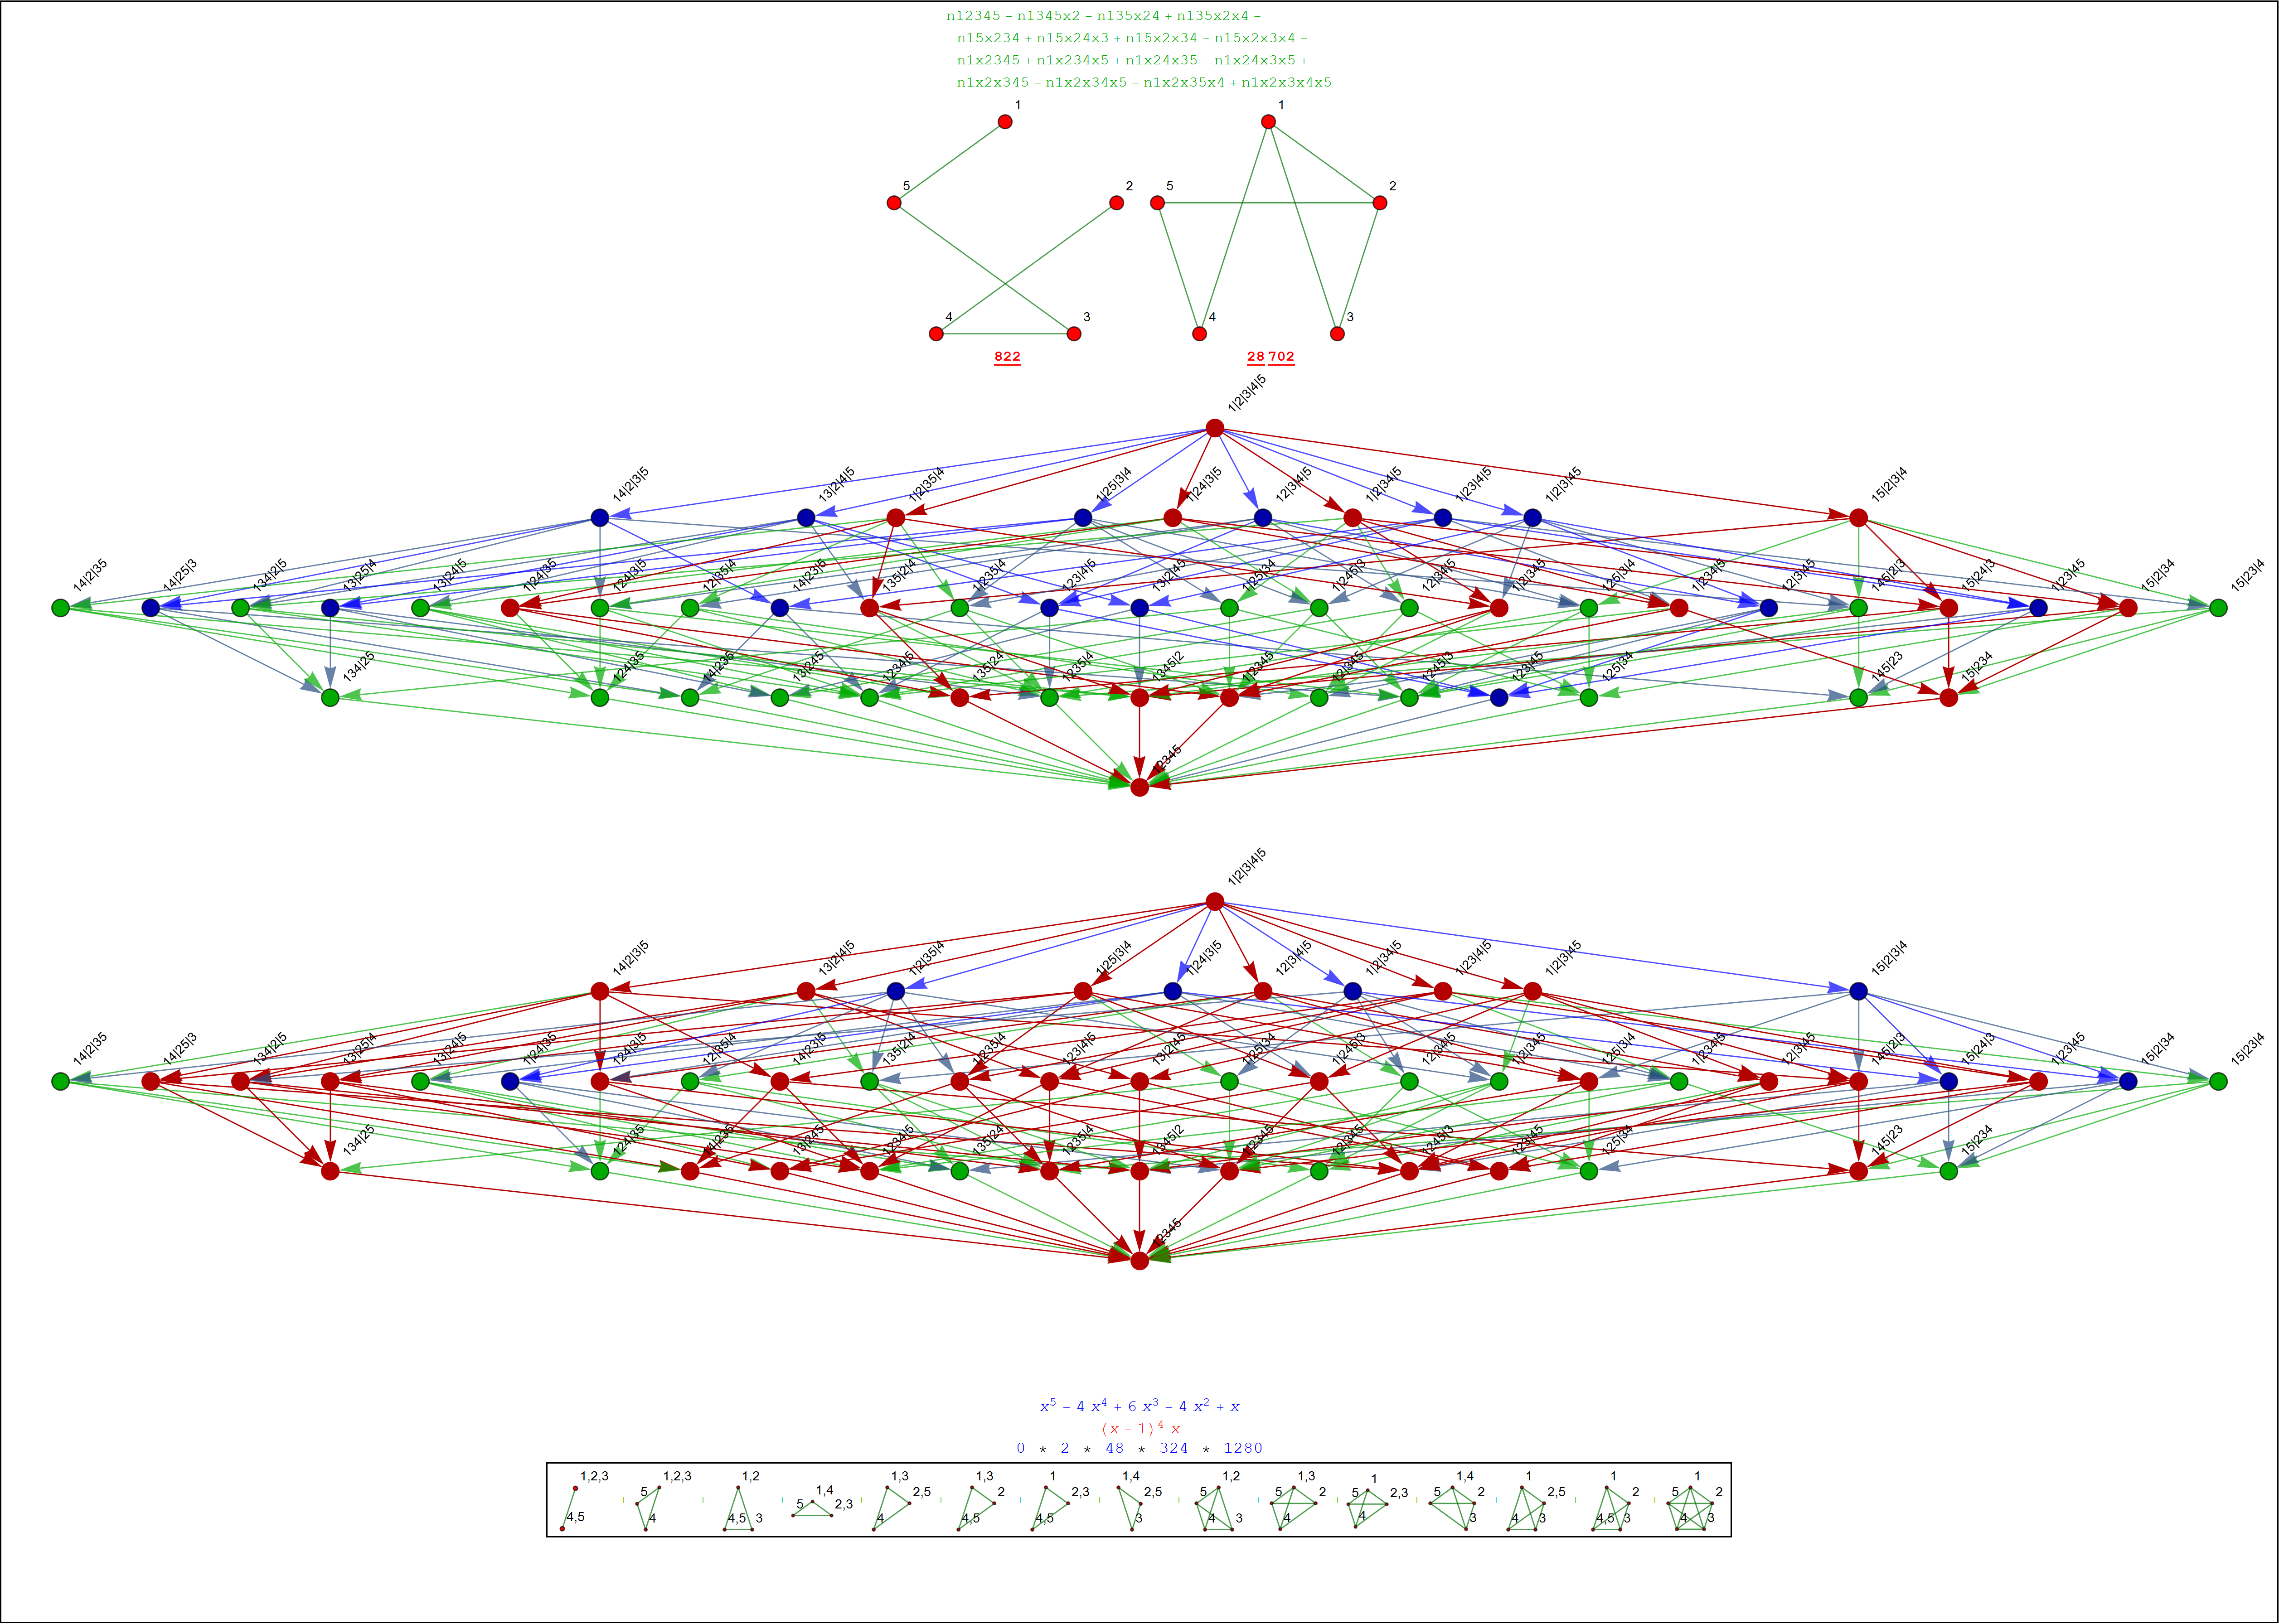 n12345 − n1345x2 − n135x24 + n135x2x4 −
n15x234 + n15x24x3 + n15x2x34 − n15x2x3x4 −
n1x2345 + n1x234x5 + n1x24x35 − n1x24x3x5 +
n1x2x345 − n1x2x34x5 − n1x2x35x4 + n1x2x3x4x5
1 1
5 2 5 2
4 3 4 3
822 28 702
1|2|3|4|5
14|2|3|5 13|2|4|5 1|2|35|4 1|25|3|4 1|24|3|5 12|3|4|5 1|2|34|5 1|23|4|5 1|2|3|45 15|2|3|4
14|2|35 14|25|3 134|2|5 13|25|4 13|24|5 1|24|35 124|3|5 12|35|4 14|23|5 135|2|4 1|235|4 123|4|5 13|2|45 1|25|34 1|245|3 12|34|5 1|2|345 125|3|4 1|234|5 12|3|45 145|2|3 15|24|3 1|23|45 15|2|34 15|23|4
134|25 124|35 14|235 13|245 1234|5 135|24 1235|4 1345|2 1|2345 12|345 1245|3 123|45 125|34 145|23 15|234
12345
1|2|3|4|5
14|2|3|5 13|2|4|5 1|2|35|4 1|25|3|4 1|24|3|5 12|3|4|5 1|2|34|5 1|23|4|5 1|2|3|45 15|2|3|4
14|2|35 14|25|3 134|2|5 13|25|4 13|24|5 1|24|35 124|3|5 12|35|4 14|23|5 135|2|4 1|235|4 123|4|5 13|2|45 1|25|34 1|245|3 12|34|5 1|2|345 125|3|4 1|234|5 12|3|45 145|2|3 15|24|3 1|23|45 15|2|34 15|23|4
134|25 124|35 14|235 13|245 1234|5 135|24 1235|4 1345|2 1|2345 12|345 1245|3 123|45 125|34 145|23 15|234
12345
x⁵ − 4 x⁴ + 6 x³ − 4 x² + x
(x − 1)⁴ x
0 * 2 * 48 * 324 * 1280
1,2,3 4,5 + 1,2,3 5 4 + 1,2 4,5 3 + 1,4 5 2,3 + 1,3 2,5 4 + 1,3 2 4,5 + 1 2,3 4,5 + 1,4 2,5 3 + 1,2 5 4 3 + 1,3 5 2 4 + 1 5 2,3 4 + 1,4 5 2 3 + 1 2,5 4 3 + 1 2 4,5 3 + 1 5 2 4 3